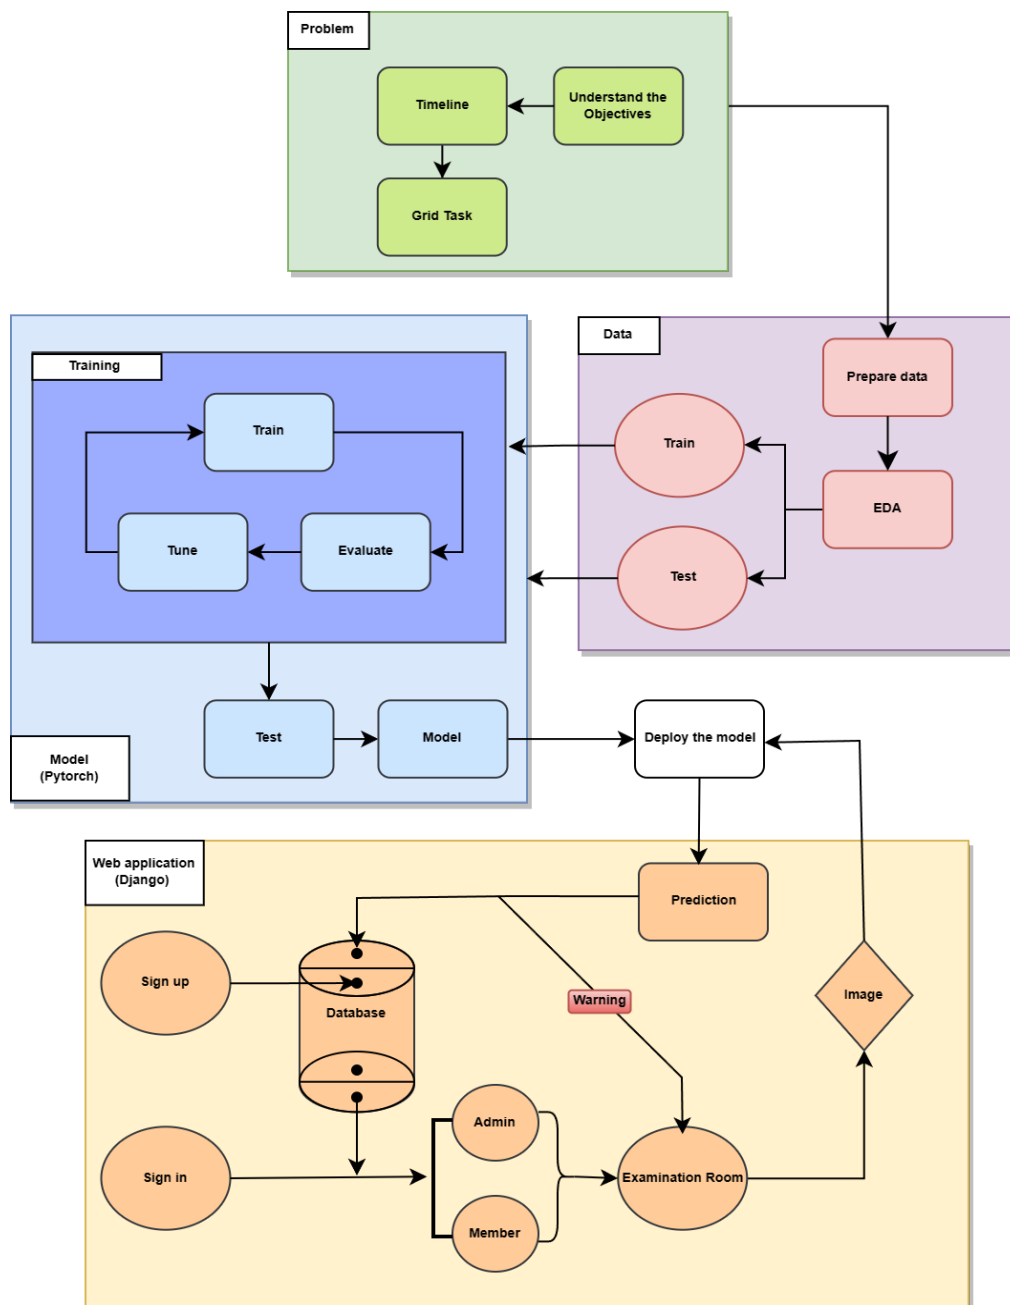 Problem
Timeline
Understand the
Objectives
Grid Task
Data
Prepare data
Training
Train
Train
EDA
Tune
Evaluate
Test
Test
Model
Deploy the model
Model
(Pytorch)
Web application
(Django)
Prediction
Sign up
Image
Warning
Database
Admin
Sign in
Examination Room
Member